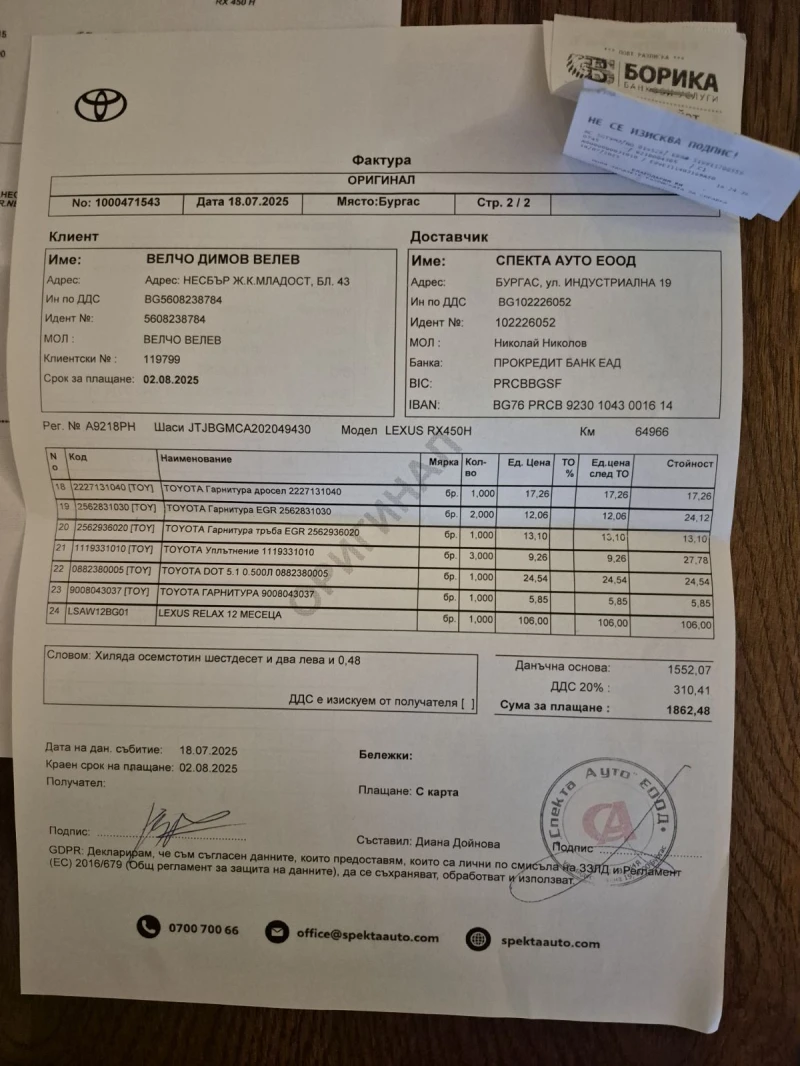 RX 450 H
БОРИКА
НЕ СЕ ИЗИСКВА ПОДПИС!
Фактура
ОРИГИНАЛ
No: 1000471543 Дата 18.07.2025 Място:Бургас Стр. 2 / 2
Клиент Доставчик
Име: ВЕЛЧО ДИМОВ ВЕЛЕВ Име: СПЕКТА АУТО ЕООД
Адрес: Адрес: НЕСБЪР Ж.К.МЛАДОСТ, БЛ. 43 Адрес: БУРГАС, ул. ИНДУСТРИАЛНА 19
Ин по ДДС BG5608238784 Ин по ДДС BG102226052
Идент №: 5608238784 Идент №: 102226052
МОЛ : ВЕЛЧО ВЕЛЕВ МОЛ : Николай Николов
Клиентски № : 119799 Банка: ПРОКРЕДИТ БАНК ЕАД
Срок за плащане: 02.08.2025 BIC: PRCBBGSF
IBAN: BG76 PRCB 9230 1043 0016 14
Рег. № A9218PH Шаси JTJBGMCA202049430 Модел LEXUS RX450H Км 64966
No Код Наименование Мярка Кол-во Ед. Цена ТО % Ед.цена след ТО Стойност
18 2227131040 [TOY] TOYOTA Гарнитура дросел 2227131040 бр. 1,000 17,26 17,26 17,26
19 2562831030 [TOY] TOYOTA Гарнитура EGR 2562831030 бр. 2,000 12,06 12,06 24,12
20 2562936020 [TOY] TOYOTA Гарнитура тръба EGR 2562936020 бр. 1,000 13,10 13,10 13,10
21 1119331010 [TOY] TOYOTA Уплътнение 1119331010 бр. 3,000 9,26 9,26 27,78
22 0882380005 [TOY] TOYOTA DOT 5.1 0.500Л 0882380005 бр. 1,000 24,54 24,54 24,54
23 9008043037 [TOY] TOYOTA ГАРНИТУРА 9008043037 бр. 1,000 5,85 5,85 5,85
24 LSAW12BG01 LEXUS RELAX 12 МЕСЕЦА бр. 1,000 106,00 106,00 106,00
ОРИГИНАЛ
Словом: Хиляда осемстотин шестдесет и два лева и 0,48
ДДС е изискуем от получателя [ ]
Данъчна основа: 1552,07
ДДС 20% : 310,41
Сума за плащане : 1862,48
Дата на дан. събитие: 18.07.2025 Бележки:
Краен срок на плащане: 02.08.2025
Получател: Плащане: С карта
Спекта Ауто ЕООД
СА
Подпис: Съставил: Диана Дойнова Подпис
GDPR: Декларирам, че съм съгласен данните, които предоставям, които са лични по смисъла на ЗЗЛД и Регламент
(ЕС) 2016/679 (Общ регламент за защита на данните), да се съхраняват, обработват и използват.
0700 700 66 office@spektaauto.com spektaauto.com